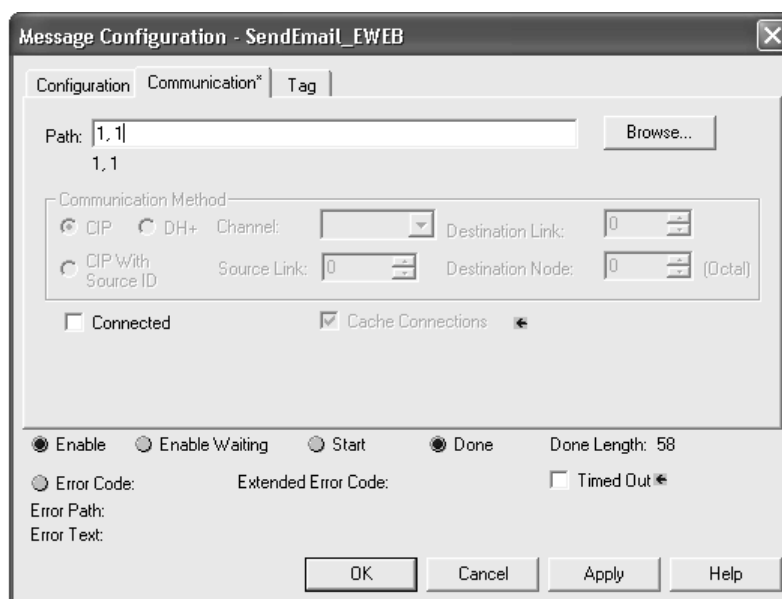 Message Configuration - SendEmail_EWEB
Configuration Communication* Tag
Path: 1, 1 Browse...
1, 1
Communication Method
CIP DH+ Channel: Destination Link: 0
CIP With Source ID Source Link: 0 Destination Node: 0 (Octal)
Connected Cache Connections
Enable Enable Waiting Start Done Done Length: 58
Error Code: Extended Error Code: Timed Out
Error Path:
Error Text:
OK Cancel Apply Help